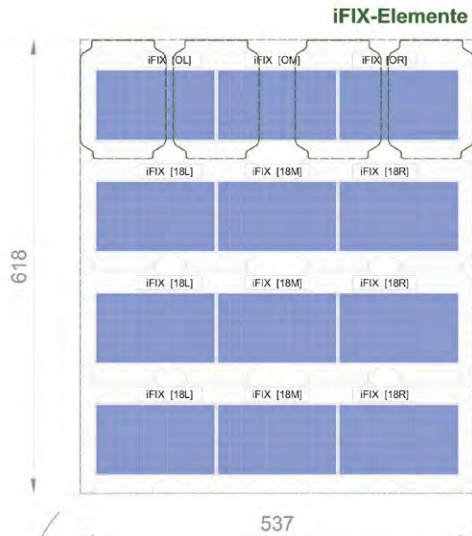 iFIX-Elemente
iFIX [OL] iFIX [OM] iFIX [OR]
iFIX [18L] iFIX [18M] iFIX [18R]
618
iFIX [18L] iFIX [18M] iFIX [18R]
iFIX [18L] iFIX [18M] iFIX [18R]
537